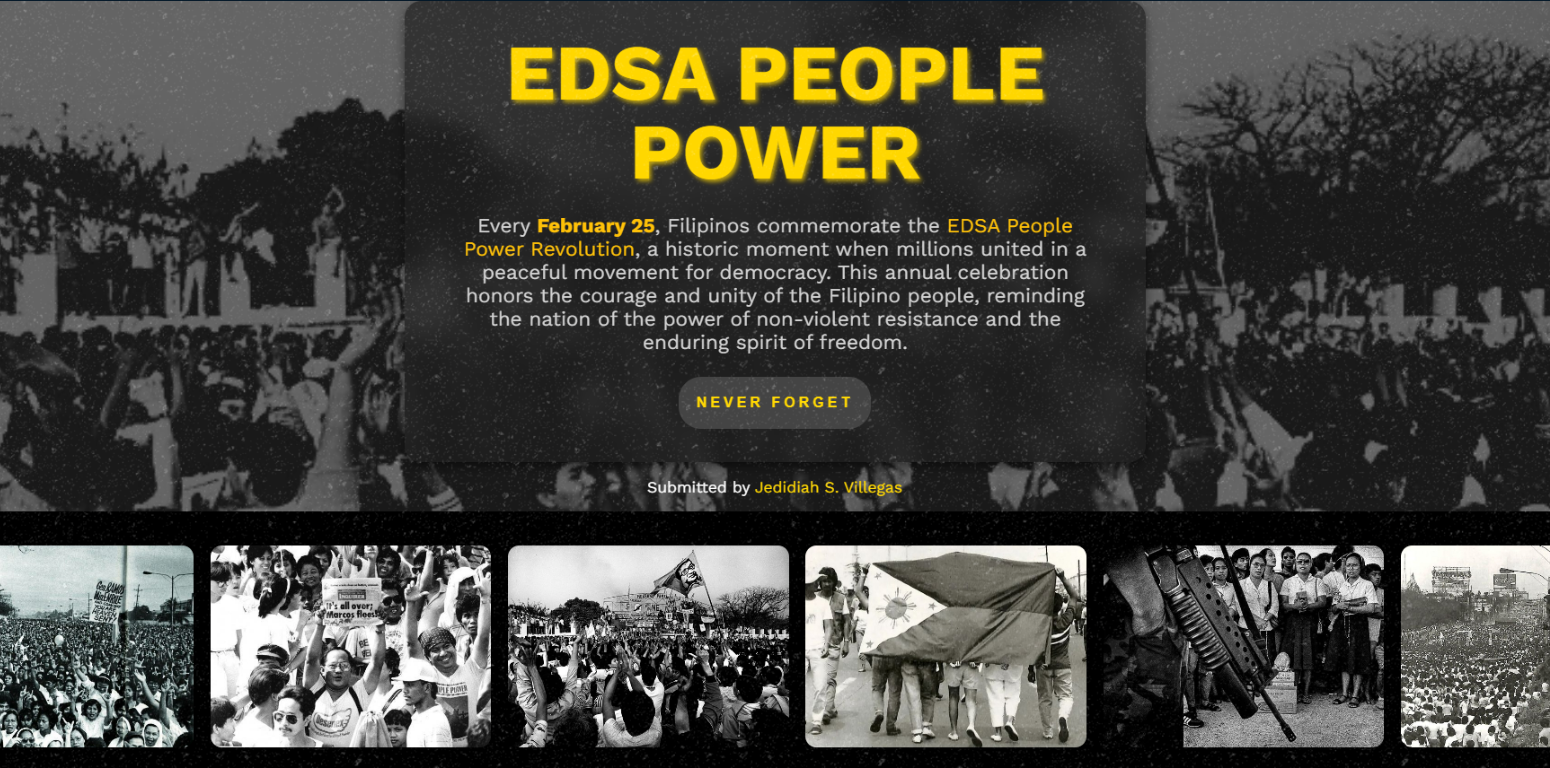 EDSA PEOPLE
POWER
Every February 25, Filipinos commemorate the EDSA People
Power Revolution, a historic moment when millions united in a
peaceful movement for democracy. This annual celebration
honors the courage and unity of the Filipino people, reminding
the nation of the power of non-violent resistance and the
enduring spirit of freedom.
NEVER FORGET
Submitted by Jedidiah S. Villegas
It's all over;
Marcos flees!